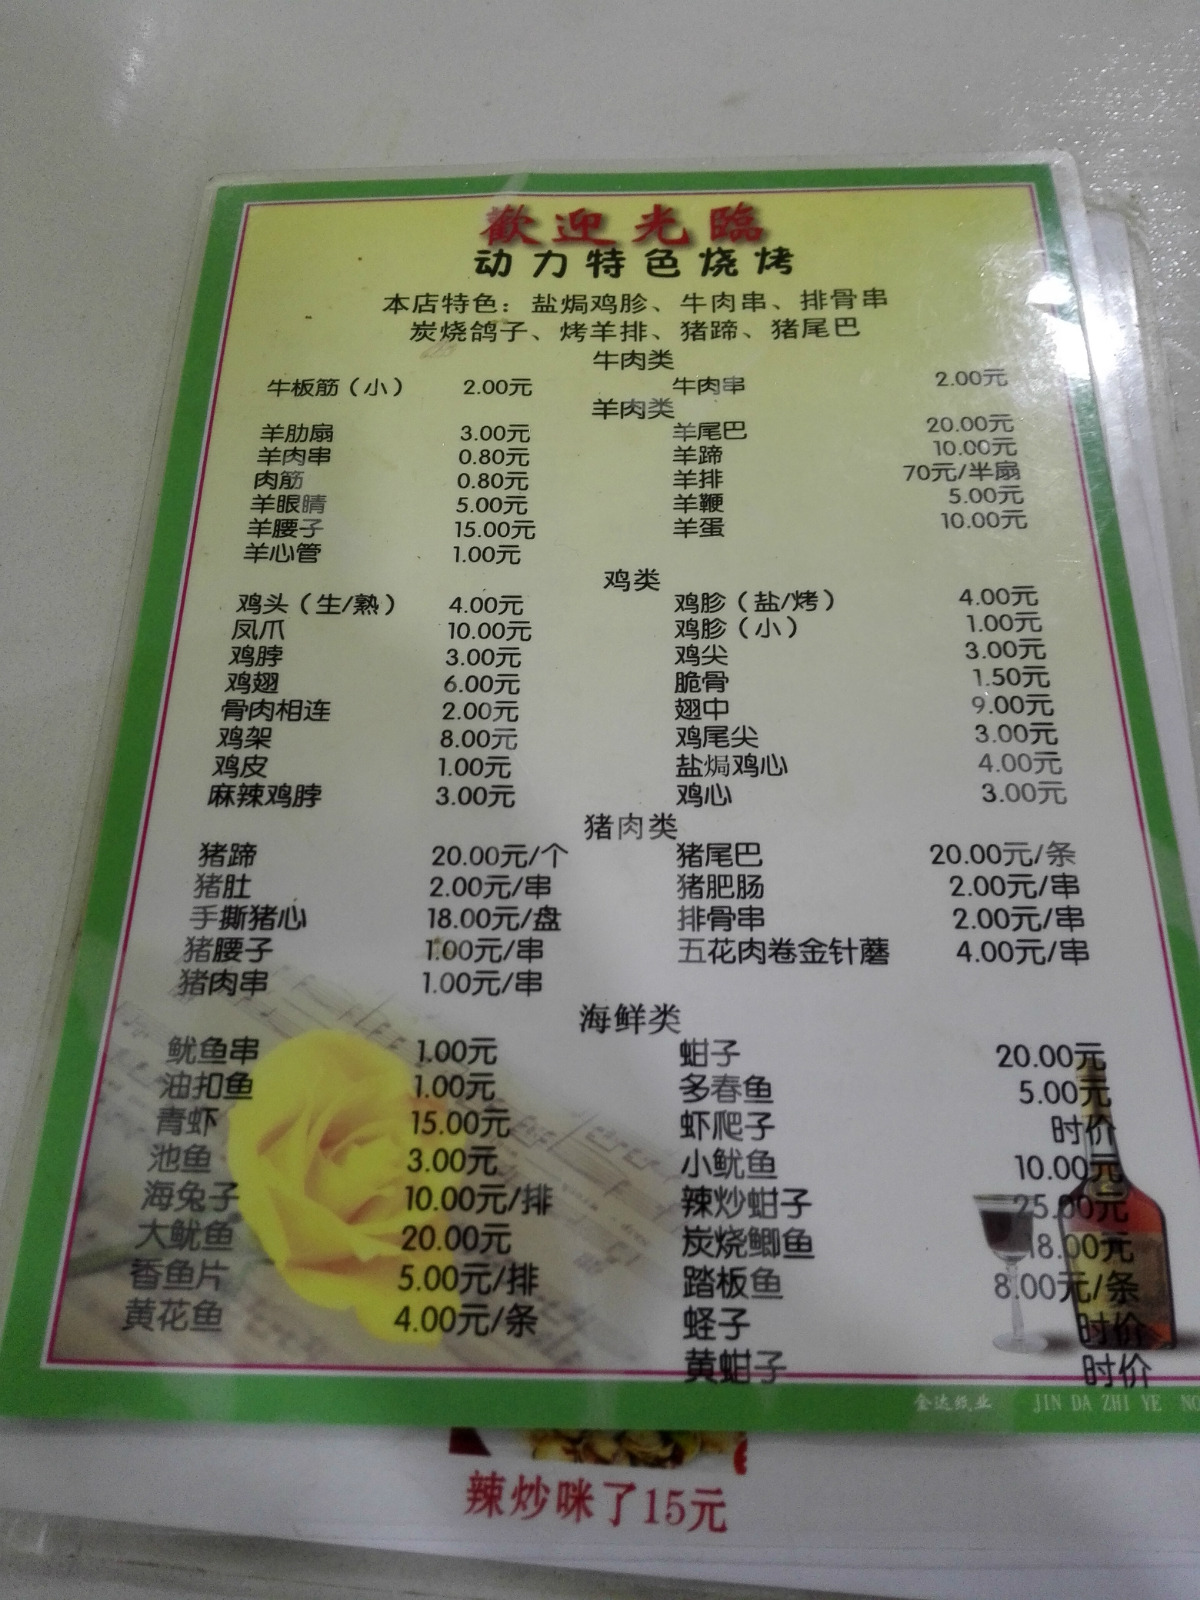 歡迎光臨
动力特色烧烤
本店特色：盐焗鸡胗、牛肉串、排骨串
炭烧鸽子、烤羊排、猪蹄、猪尾巴
牛肉类
牛板筋（小） 2.00元 牛肉串 2.00元
羊肉类
羊肋扇 3.00元 羊尾巴 20.00元
羊肉串 0.80元 羊蹄 10.00元
肉筋 0.80元 羊排 70元/半扇
羊眼睛 5.00元 羊鞭 5.00元
羊腰子 15.00元 羊蛋 10.00元
羊心管 1.00元
鸡类
鸡头（生/熟） 4.00元 鸡胗（盐/烤） 4.00元
凤爪 10.00元 鸡胗（小） 1.00元
鸡脖 3.00元 鸡尖 3.00元
鸡翅 6.00元 脆骨 1.50元
骨肉相连 2.00元 翅中 9.00元
鸡架 8.00元 鸡尾尖 3.00元
鸡皮 1.00元 盐焗鸡心 4.00元
麻辣鸡脖 3.00元 鸡心 3.00元
猪肉类
猪蹄 20.00元/个 猪尾巴 20.00元/条
猪肚 2.00元/串 猪肥肠 2.00元/串
手撕猪心 18.00元/盘 排骨串 2.00元/串
猪腰子 1.00元/串 五花肉卷金针蘑 4.00元/串
猪肉串 1.00元/串
海鲜类
鱿鱼串 1.00元 蚶子 20.00元
油扣鱼 1.00元 多春鱼 5.00元
青虾 15.00元 虾爬子 时价
池鱼 3.00元 小鱿鱼 10.00元
海兔子 10.00元/排 辣炒蚶子 25.00元
大鱿鱼 20.00元 炭烧鲫鱼 18.00元
香鱼片 5.00元/排 踏板鱼 8.00元/条
黄花鱼 4.00元/条 蛏子 时价
黄蚶子 时价
金达纸业 JIN DA ZHI YE NO
辣炒咪了15元